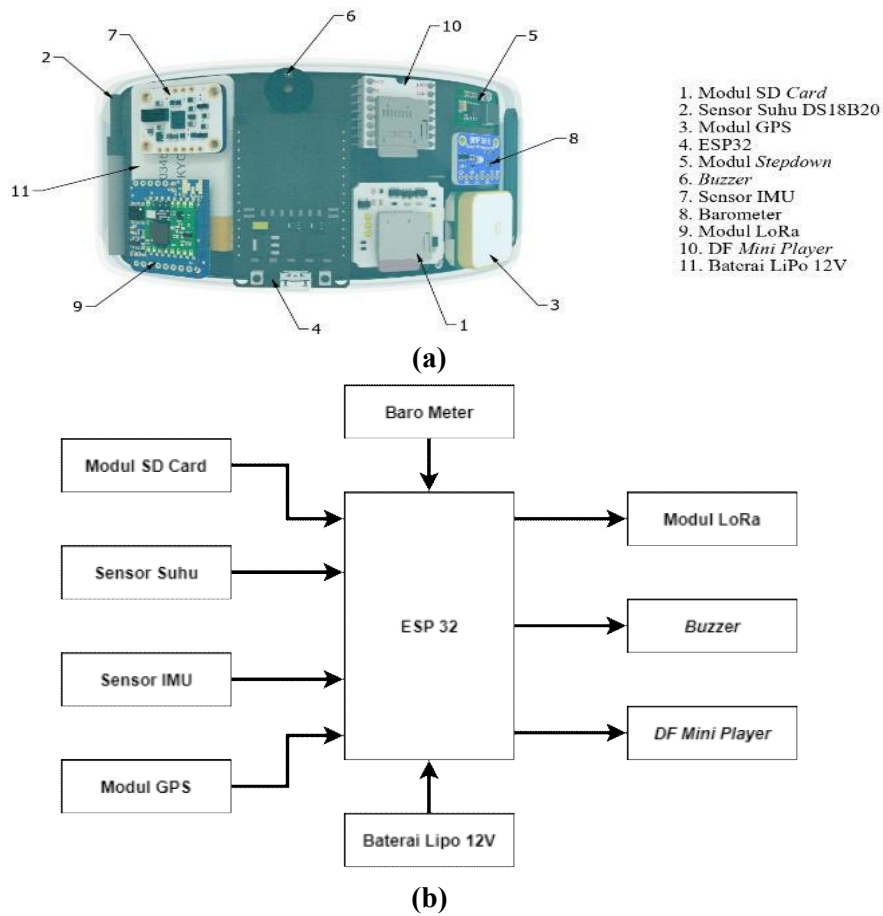 7
6
10
5
2
8
11
9
4
1
3
1. Modul SD Card
2. Sensor Suhu DS18B20
3. Modul GPS
4. ESP32
5. Modul Stepdown
6. Buzzer
7. Sensor IMU
8. Barometer
9. Modul LoRa
10. DF Mini Player
11. Baterai LiPo 12V
(a)
Baro Meter
Modul SD Card
Sensor Suhu
Sensor IMU
Modul GPS
ESP 32
Modul LoRa
Buzzer
DF Mini Player
Baterai Lipo 12V
(b)